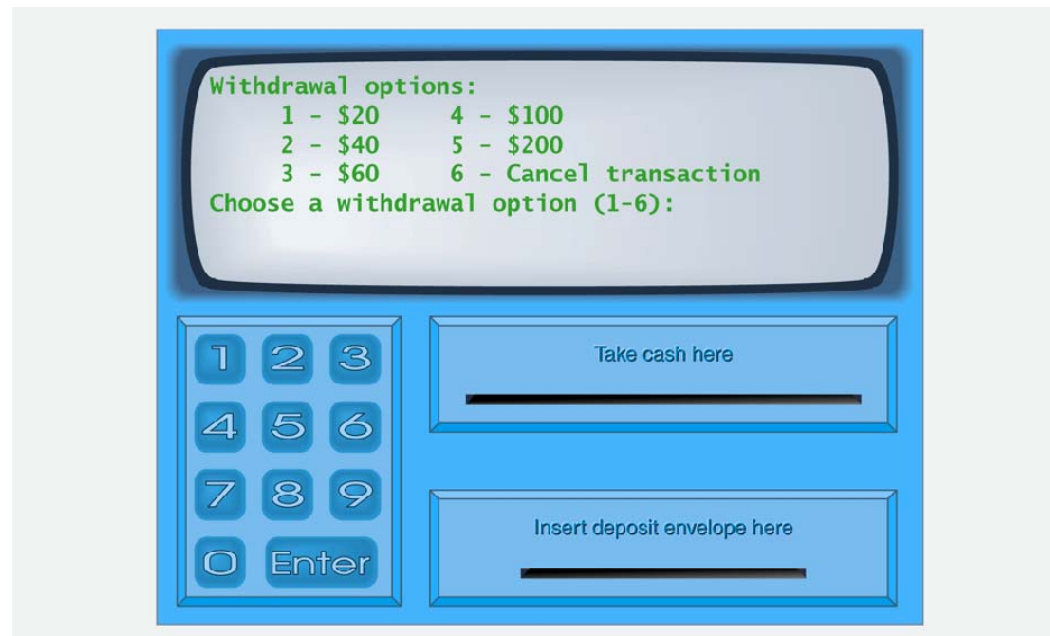 Withdrawal options:
1 – $20 4 – $100
2 – $40 5 – $200
3 – $60 6 – Cancel transaction
Choose a withdrawal option (1-6):
1 2 3
4 5 6
7 8 9
0 Enter
Take cash here
Insert deposit envelope here